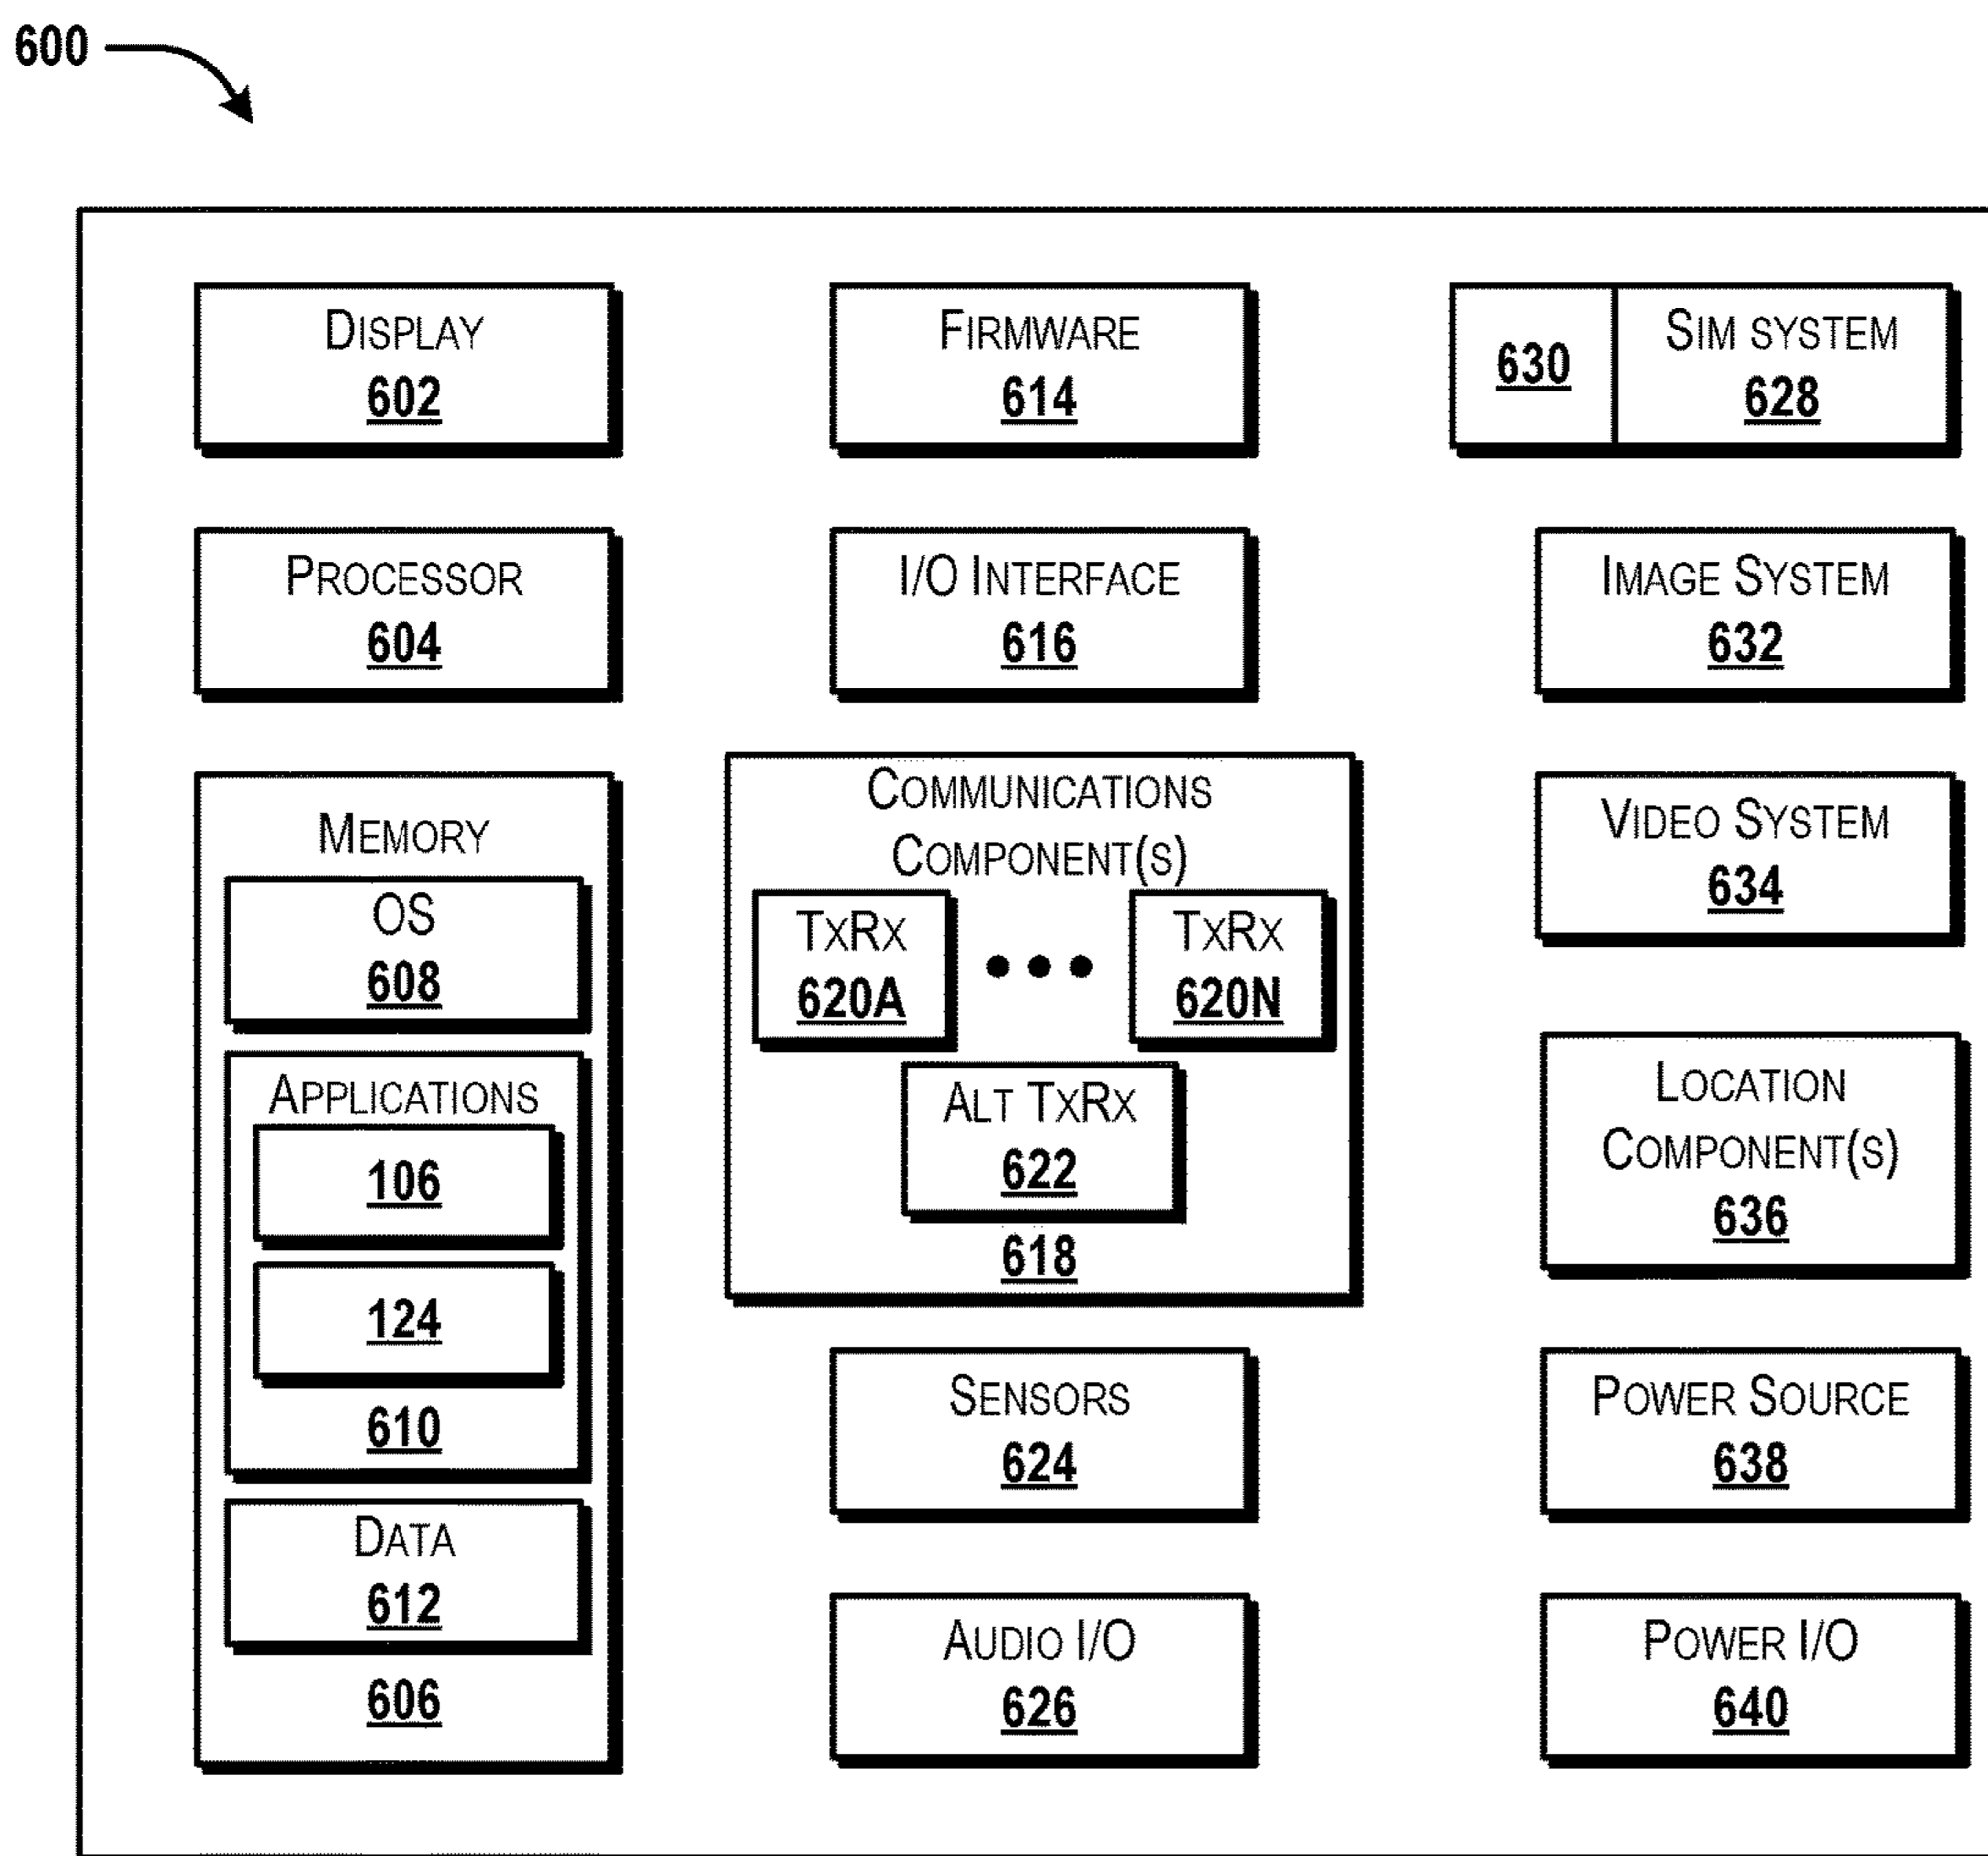 600
DISPLAY
602
PROCESSOR
604
MEMORY
OS
608
APPLICATIONS
106
124
610
DATA
612
606
FIRMWARE
614
I/O INTERFACE
616
COMMUNICATIONS
COMPONENT(S)
TXRX
620A
TXRX
620N
ALT TXRX
622
618
SENSORS
624
AUDIO I/O
626
630
SIM SYSTEM
628
IMAGE SYSTEM
632
VIDEO SYSTEM
634
LOCATION
COMPONENT(S)
636
POWER SOURCE
638
POWER I/O
640